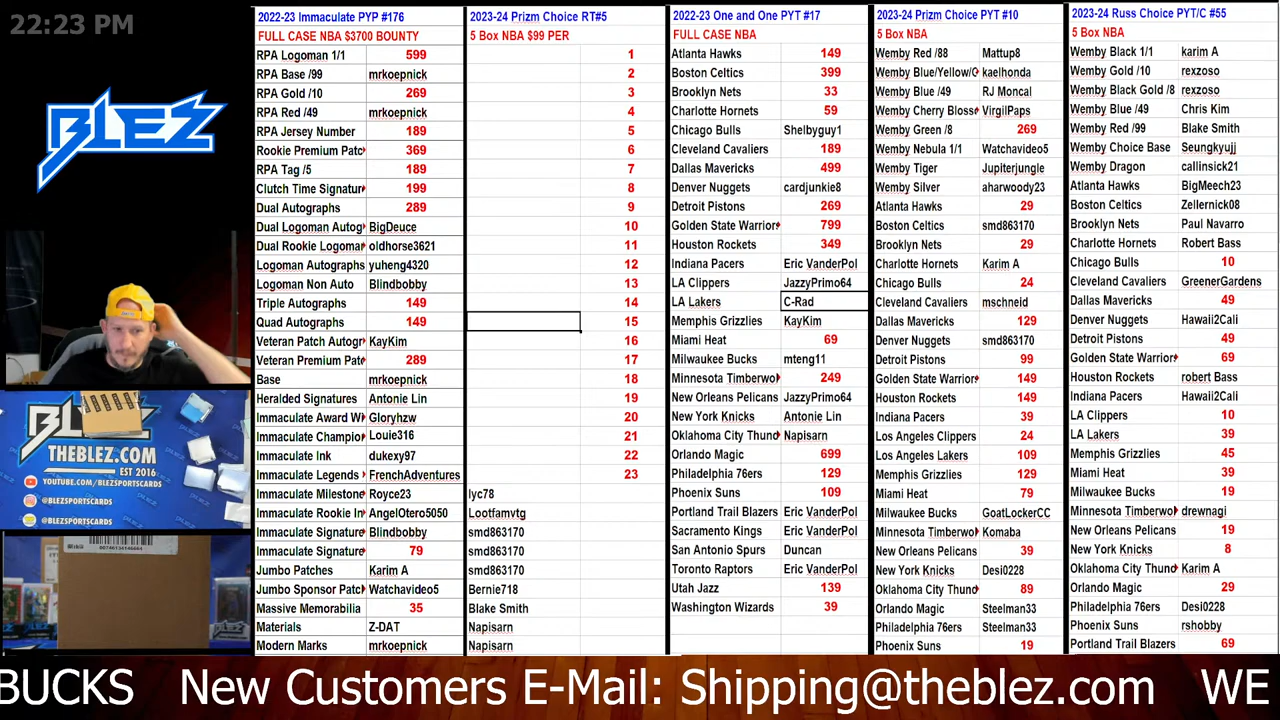 22:23 PM
BLEZ
BLEZ
THEBLEZ.COM
EST 2016
YOUTUBE.COM/BLEZSPORTSCARDS
@BLEZSPORTSCARDS
@BLEZSPORTSCARDS
2022-23 Immaculate PYP #176
FULL CASE NBA $3700 BOUNTY
RPA Logoman 1/1 599
RPA Base /99 mrkoepnick
RPA Gold /10 269
RPA Red /49 mrkoepnick
RPA Jersey Number 189
Rookie Premium Patc 369
RPA Tag /5 189
Clutch Time Signatur 199
Dual Autographs 289
Dual Logoman Autog BigDeuce
Dual Rookie Logomar oldhorse3621
Logoman Autographs yuheng4320
Logoman Non Auto Blindbobby
Triple Autographs 149
Quad Autographs 149
Veteran Patch Autogr KayKim
Veteran Premium Pat 289
Base mrkoepnick
Heralded Signatures Antonie Lin
Immaculate Award W Gloryhzw
Immaculate Champio Louie316
Immaculate Ink dukexy97
Immaculate Legends FrenchAdventures
Immaculate Milestone Royce23
Immaculate Rookie In AngelOtero5050
Immaculate Signature Blindbobby
Immaculate Signature 79
Jumbo Patches Karim A
Jumbo Sponsor Patc Watchavideo5
Massive Memorabilia 35
Materials Z-DAT
Modern Marks mrkoepnick
2023-24 Prizm Choice RT#5
5 Box NBA $99 PER
1
2
3
4
5
6
7
8
9
10
11
12
13
14
15
16
17
18
19
20
21
22
23
lyc78
Lootfamvtg
smd863170
smd863170
smd863170
Bernie718
Blake Smith
Napisarn
Napisarn
2022-23 One and One PYT #17
FULL CASE NBA
Atlanta Hawks 149
Boston Celtics 399
Brooklyn Nets 33
Charlotte Hornets 59
Chicago Bulls Shelbyguy1
Cleveland Cavaliers 189
Dallas Mavericks 499
Denver Nuggets cardjunkie8
Detroit Pistons 269
Golden State Warrior 799
Houston Rockets 349
Indiana Pacers Eric VanderPol
LA Clippers JazzyPrimo64
LA Lakers C-Rad
Memphis Grizzlies KayKim
Miami Heat 69
Milwaukee Bucks mteng11
Minnesota Timberwo 249
New Orleans Pelicans JazzyPrimo64
New York Knicks Antonie Lin
Oklahoma City Thun Napisarn
Orlando Magic 699
Philadelphia 76ers 129
Phoenix Suns 109
Portland Trail Blazers Eric VanderPol
Sacramento Kings Eric VanderPol
San Antonio Spurs Duncan
Toronto Raptors Eric VanderPol
Utah Jazz 139
Washington Wizards 39
2023-24 Prizm Choice PYT #10
5 Box NBA
Wemby Red /88 Mattup8
Wemby Blue/Yellow/G kaelhonda
Wemby Blue /49 RJ Moncal
Wemby Cherry Bloss VirgilPaps
Wemby Green /8 269
Wemby Nebula 1/1 Watchavideo5
Wemby Tiger Jupiterjungle
Wemby Silver aharwoody23
Atlanta Hawks 29
Boston Celtics smd863170
Brooklyn Nets 29
Charlotte Hornets Karim A
Chicago Bulls 24
Cleveland Cavaliers mschneid
Dallas Mavericks 129
Denver Nuggets smd863170
Detroit Pistons 99
Golden State Warrior 149
Houston Rockets 149
Indiana Pacers 39
Los Angeles Clippers 24
Los Angeles Lakers 109
Memphis Grizzlies 129
Miami Heat 79
Milwaukee Bucks GoatLockerCC
Minnesota Timberwo Komaba
New Orleans Pelicans 39
New York Knicks Desi0228
Oklahoma City Thund 89
Orlando Magic Steelman33
Philadelphia 76ers Steelman33
Phoenix Suns 19
2023-24 Russ Choice PYT/C #55
5 Box NBA
Wemby Black 1/1 karim A
Wemby Gold /10 rexzoso
Wemby Black Gold /8 rexzoso
Wemby Blue /49 Chris Kim
Wemby Red /99 Blake Smith
Wemby Choice Base Seungkyujj
Wemby Dragon callinsick21
Atlanta Hawks BigMeech23
Boston Celtics Zellernick08
Brooklyn Nets Paul Navarro
Charlotte Hornets Robert Bass
Chicago Bulls 10
Cleveland Cavaliers GreenerGardens
Dallas Mavericks 49
Denver Nuggets Hawaii2Cali
Detroit Pistons 49
Golden State Warrior 69
Houston Rockets robert Bass
Indiana Pacers Hawaii2Cali
LA Clippers 10
LA Lakers 39
Memphis Grizzlies 45
Miami Heat 39
Milwaukee Bucks 19
Minnesota Timberwo drewnagi
New Orleans Pelicans 19
New York Knicks 8
Oklahoma City Thun Karim A
Orlando Magic 29
Philadelphia 76ers Desi0228
Phoenix Suns rshobby
Portland Trail Blazers 69
BUCKS New Customers E-Mail: Shipping@theblez.com WE